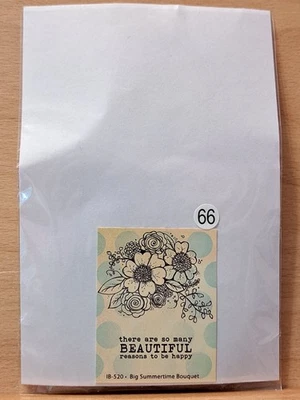 66
there are so many
BEAUTIFUL
reasons to be happy
IB-520 • Big Summertime Bouquet